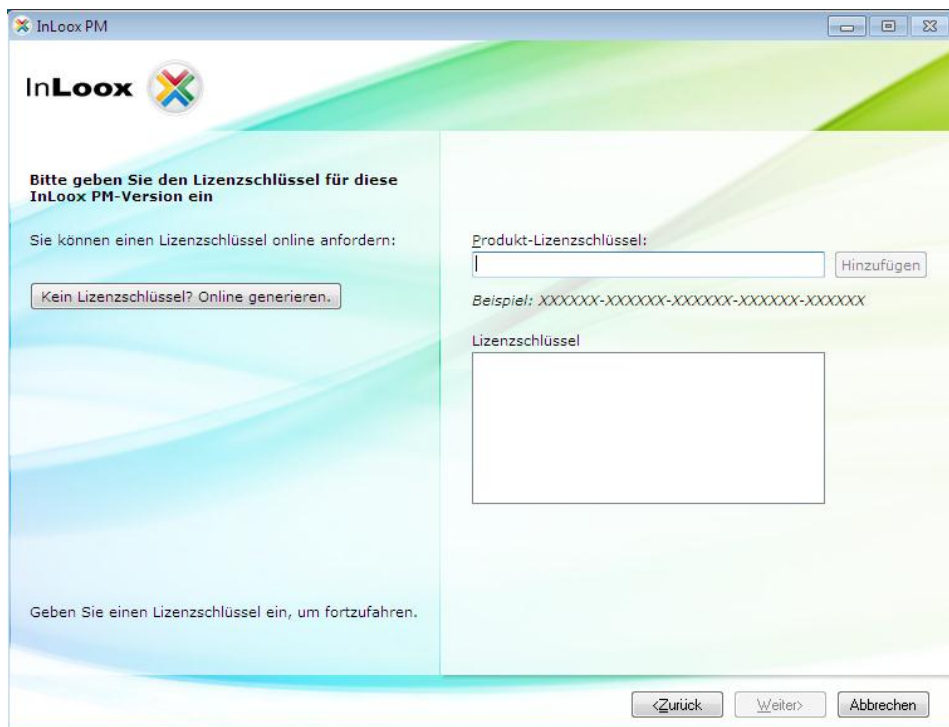 InLoox PM
InLoox
Bitte geben Sie den Lizenzschlüssel für diese
InLoox PM-Version ein
Sie können einen Lizenzschlüssel online anfordern:
Kein Lizenzschlüssel? Online generieren.
Geben Sie einen Lizenzschlüssel ein, um fortzufahren.
Produkt-Lizenzschlüssel:
Hinzufügen
Beispiel: XXXXXX-XXXXXX-XXXXXX-XXXXXX-XXXXXX
Lizenzschlüssel
<Zurück
Weiter>
Abbrechen